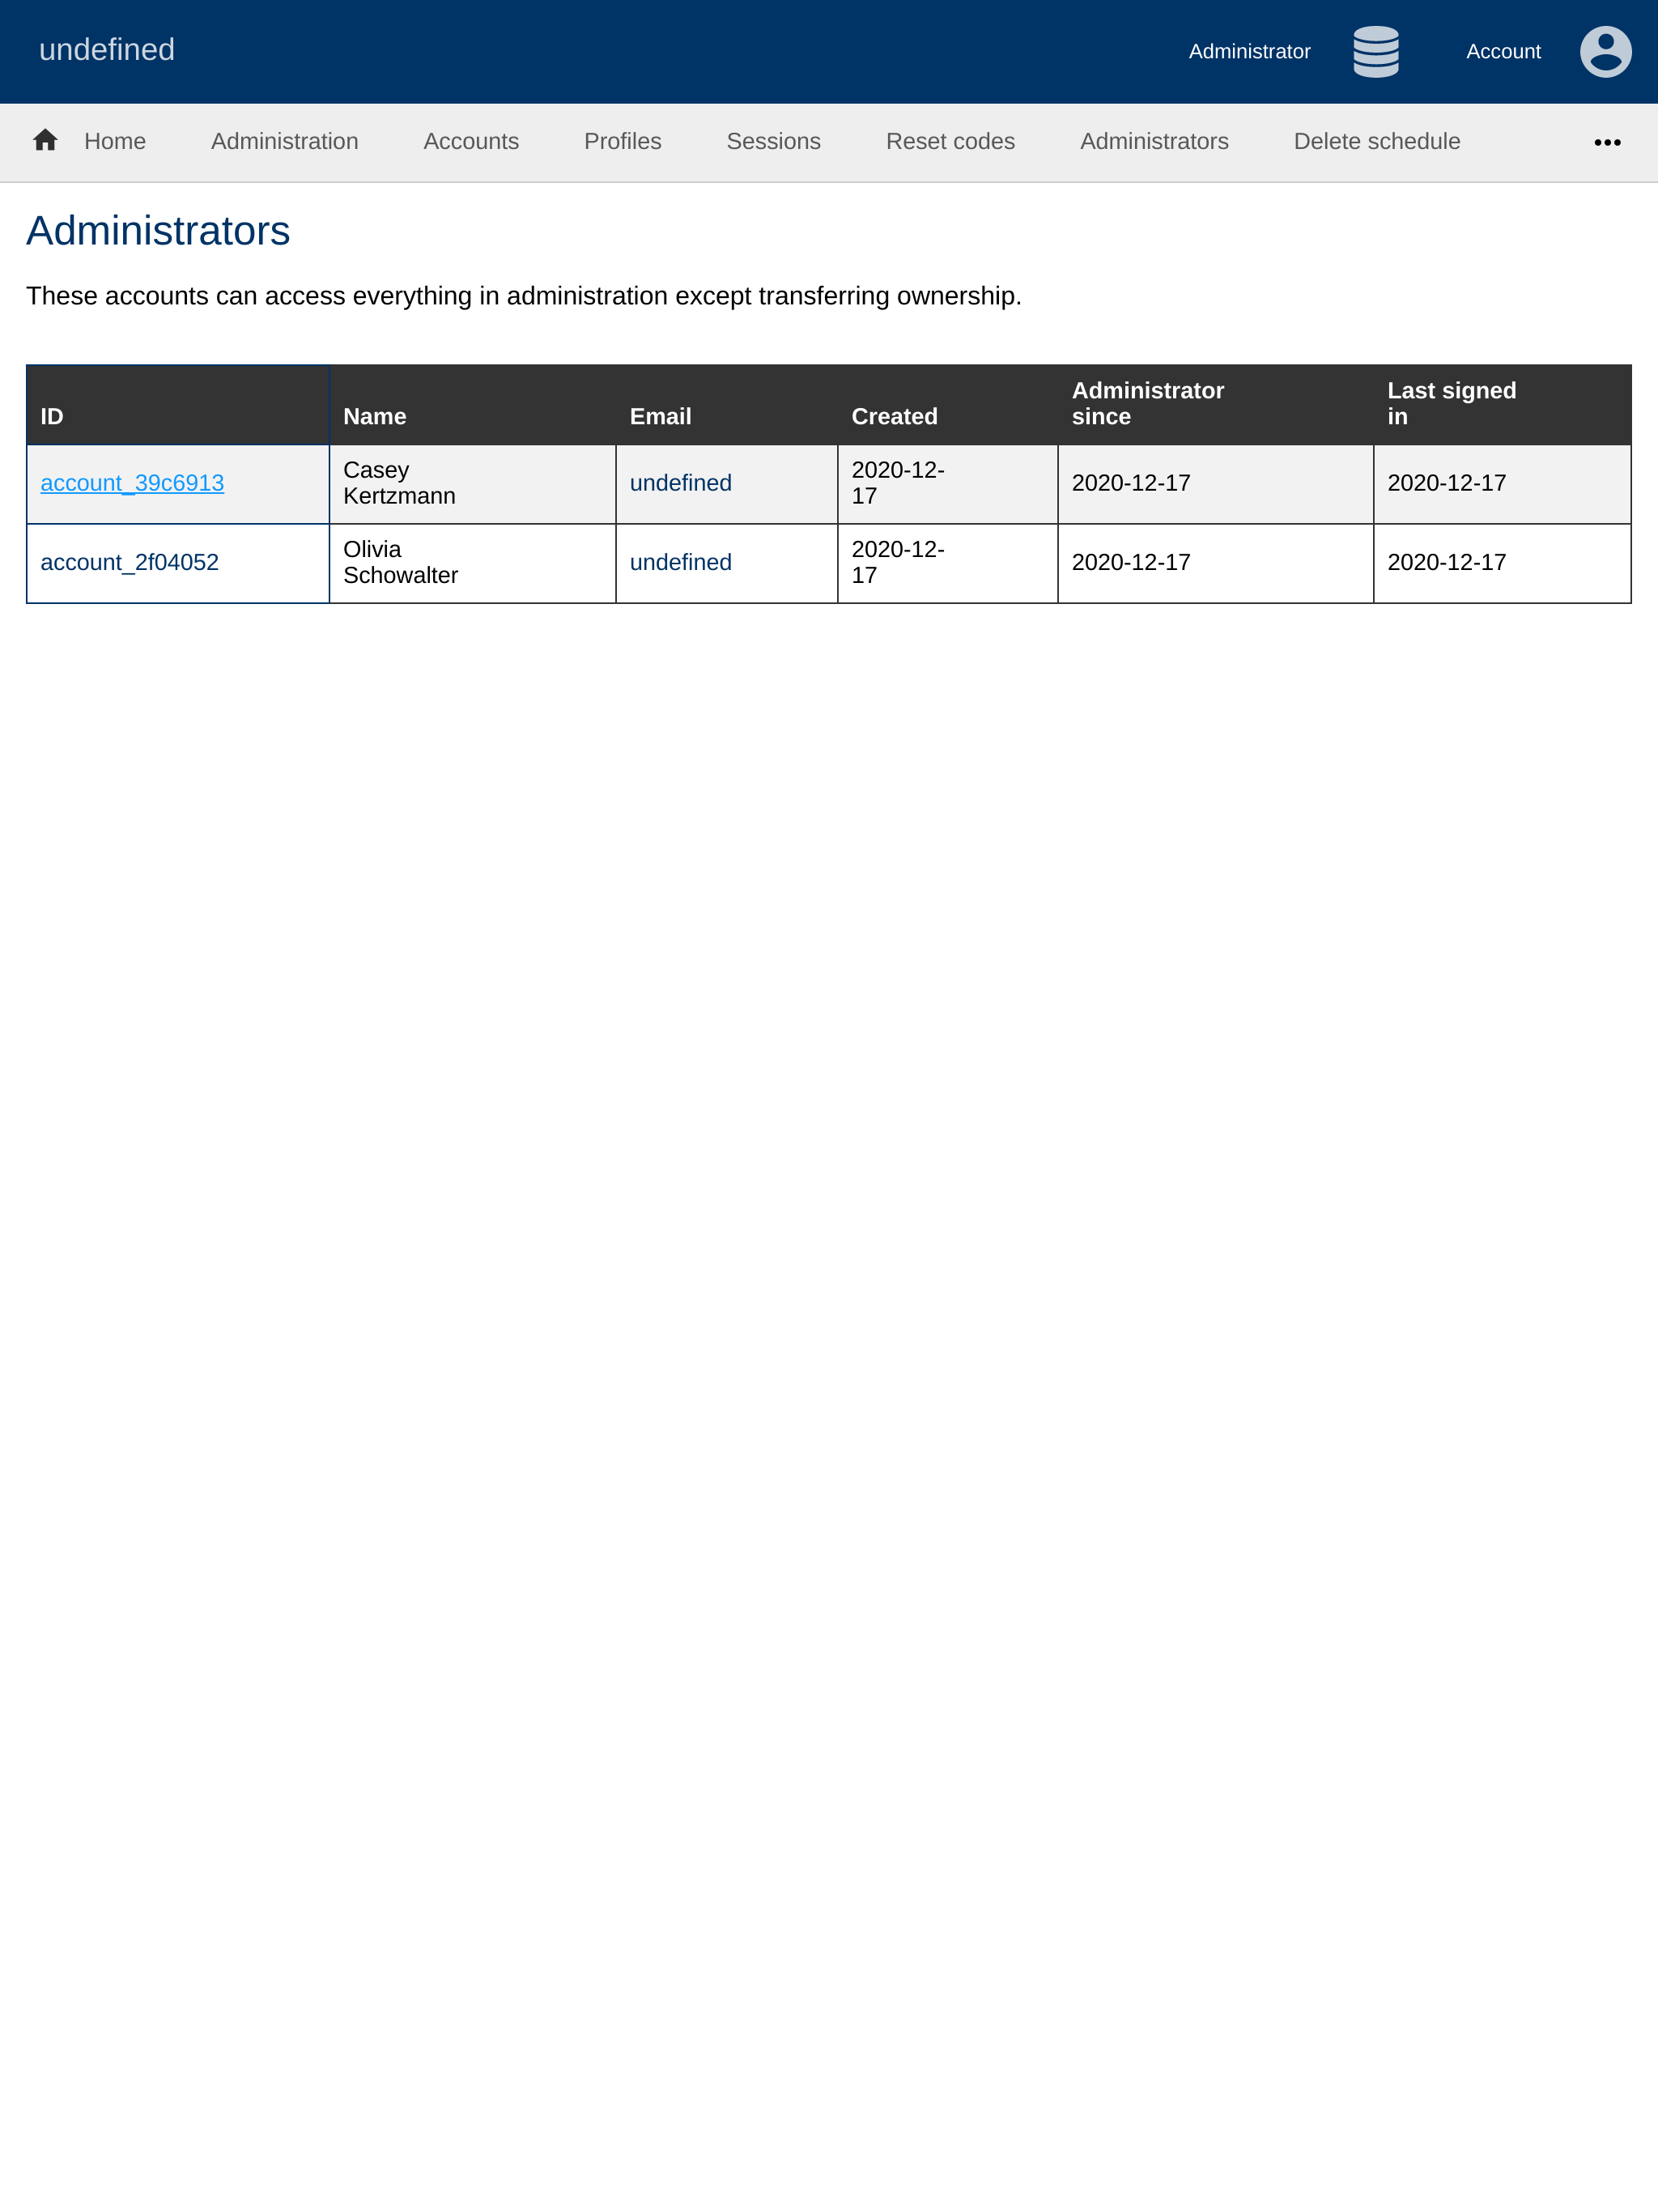 undefined
Administrator
Account
Home
Administration
Accounts
Profiles
Sessions
Reset codes
Administrators
Delete schedule
Administrators
These accounts can access everything in administration except transferring ownership.
ID
Name
Email
Created
Administrator
since
Last signed
in
account_39c6913
Casey
Kertzmann
undefined
2020-12-
17
2020-12-17
2020-12-17
account_2f04052
Olivia
Schowalter
undefined
2020-12-
17
2020-12-17
2020-12-17